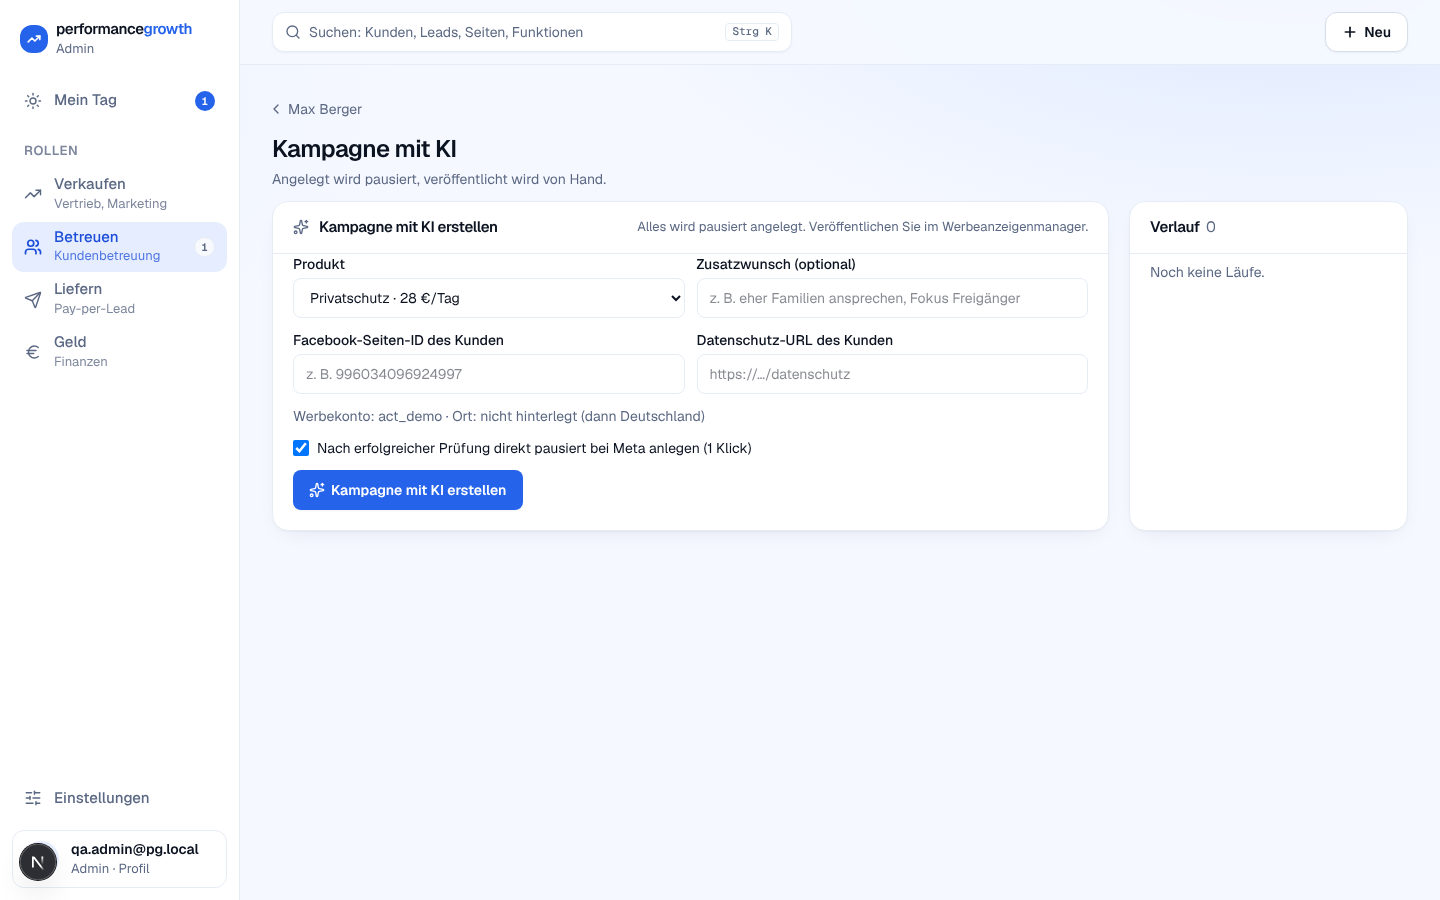 performancegrowth
Admin
Suchen: Kunden, Leads, Seiten, Funktionen
Strg K
Neu
Mein Tag
1
ROLLEN
Verkaufen
Vertrieb, Marketing
Betreuen
Kundenbetreuung
1
Liefern
Pay-per-Lead
Geld
Finanzen
Einstellungen
N
qa.admin@pg.local
Admin · Profil
Max Berger
Kampagne mit KI
Angelegt wird pausiert, veröffentlicht wird von Hand.
Kampagne mit KI erstellen
Alles wird pausiert angelegt. Veröffentlichen Sie im Werbeanzeigenmanager.
Produkt
Zusatzwunsch (optional)
Privatschutz · 28 €/Tag
z. B. eher Familien ansprechen, Fokus Freigänger
Facebook-Seiten-ID des Kunden
Datenschutz-URL des Kunden
z. B. 996034096924997
https://…/datenschutz
Werbekonto: act_demo · Ort: nicht hinterlegt (dann Deutschland)
Nach erfolgreicher Prüfung direkt pausiert bei Meta anlegen (1 Klick)
Kampagne mit KI erstellen
Verlauf 0
Noch keine Läufe.